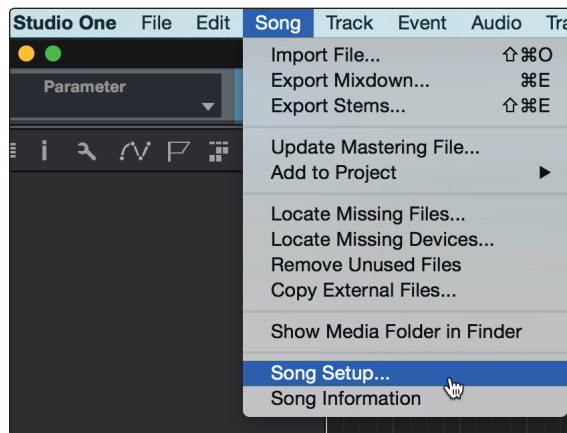 Studio One File Edit Song Track Event Audio Tra
Parameter
Import File... ⇧⌘O
Export Mixdown... ⌘E
Export Stems... ⇧⌘E
Update Mastering File...
Add to Project ▶
Locate Missing Files...
Locate Missing Devices...
Remove Unused Files
Copy External Files...
Show Media Folder in Finder
Song Setup...
Song Information